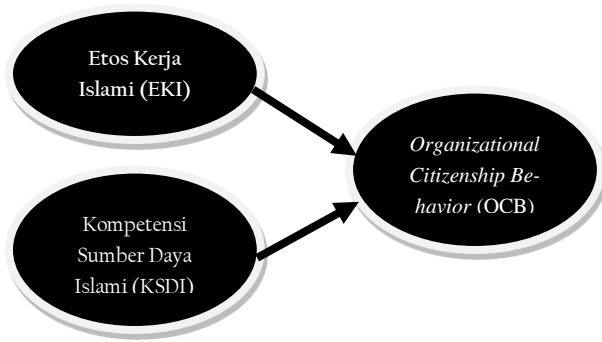 Etos Kerja
Islami (EKI)
Kompetensi
Sumber Daya
Islami (KSDI)
Organizational
Citizenship Be-
havior (OCB)